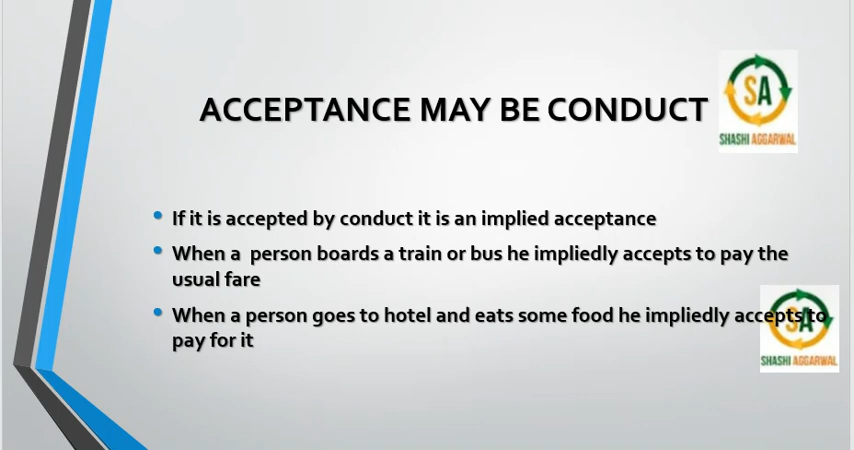 ACCEPTANCE MAY BE CONDUCT
SA
SHASHI AGGARWAL
If it is accepted by conduct it is an implied acceptance
When a person boards a train or bus he impliedly accepts to pay the
usual fare
When a person goes to hotel and eats some food he impliedly accepts to
pay for it
SA
SHASHI AGGARWAL